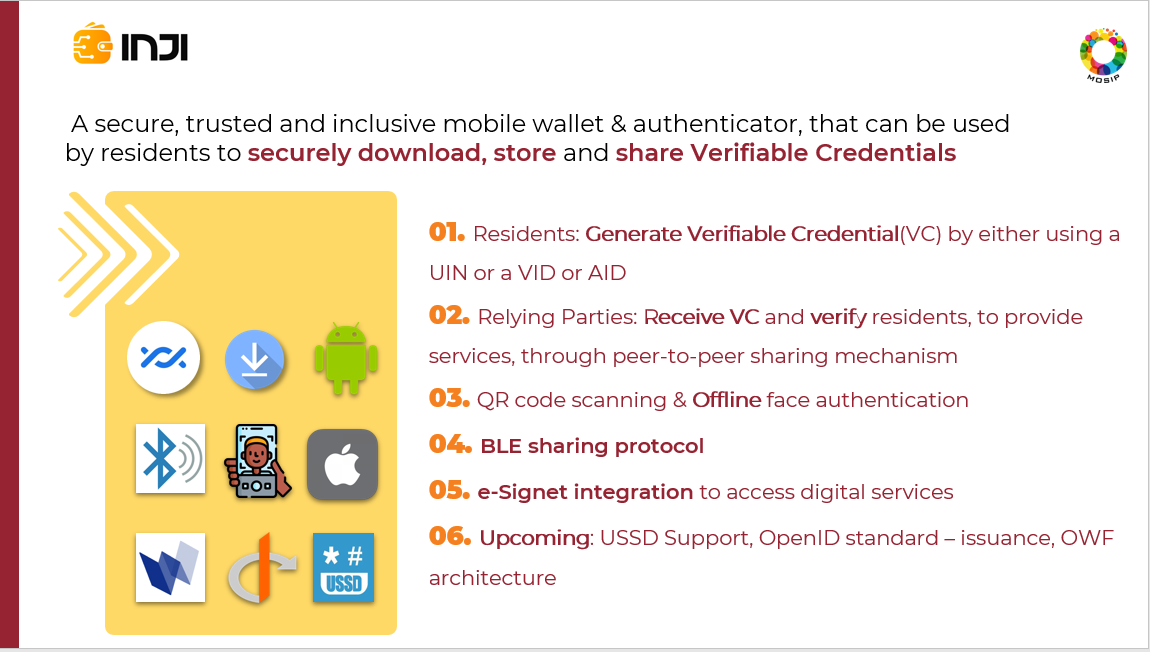 INJI
MOSIP
A secure, trusted and inclusive mobile wallet & authenticator, that can be used
by residents to securely download, store and share Verifiable Credentials
01. Residents: Generate Verifiable Credential(VC) by either using a
UIN or a VID or AID
02. Relying Parties: Receive VC and verify residents, to provide
services, through peer-to-peer sharing mechanism
03. QR code scanning & Offline face authentication
04. BLE sharing protocol
05. e-Signet integration to access digital services
06. Upcoming: USSD Support, OpenID standard – issuance, OWF
architecture
* #
USSD